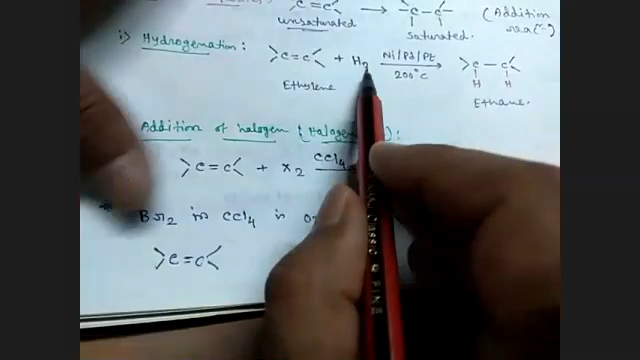 C=C → -C-C- (Addition
unsaturated saturated.
i) Hydrogenation: >C=C< + H2 Ni/Pd/Pt 200°C >C-C<
H H
Ethylene Ethane.
Addition of halogen
>C=C< + X2 CCl4
* Br2 in CCl4 is
>C=C<